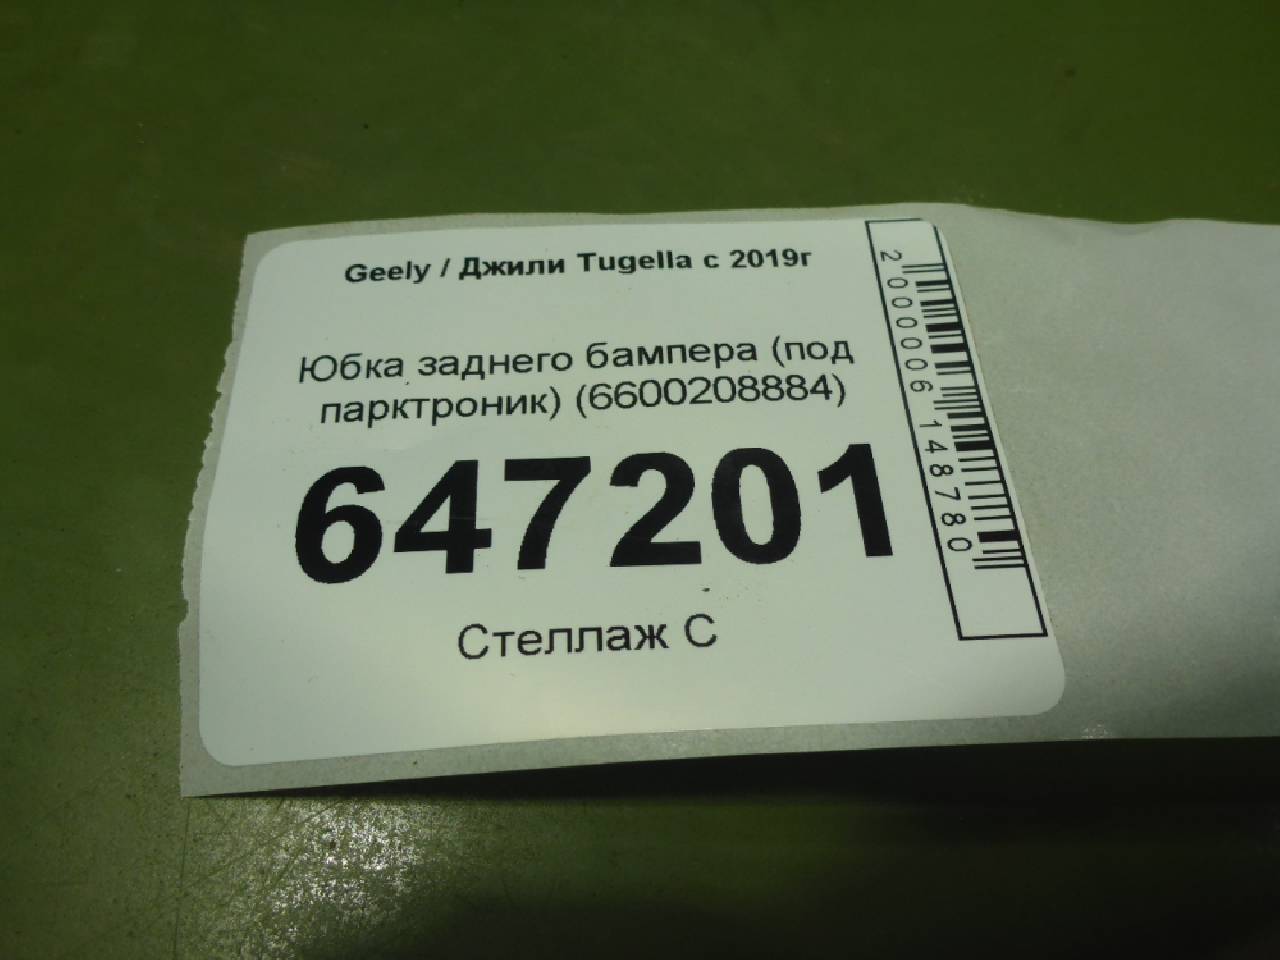 Geely / Джили Tugella с 2019г
Юбка заднего бампера (под
парктроник) (6600208884)
647201
Стеллаж С
2000006148780